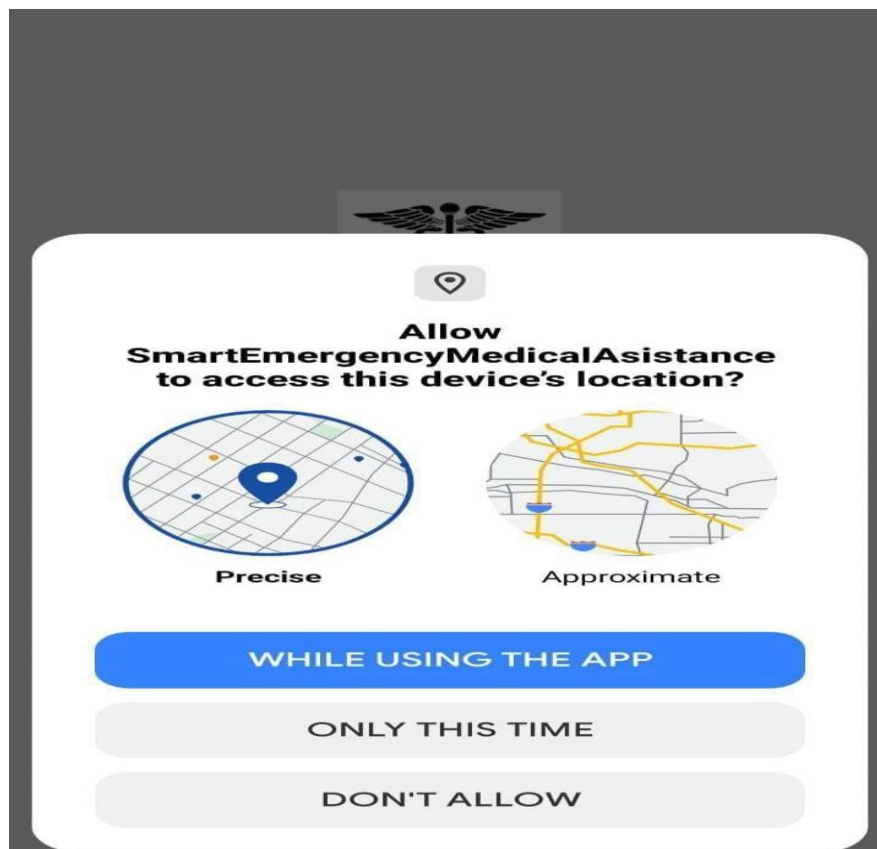 Allow
SmartEmergencyMedicalAsistance
to access this device's location?
Precise
Approximate
WHILE USING THE APP
ONLY THIS TIME
DON'T ALLOW